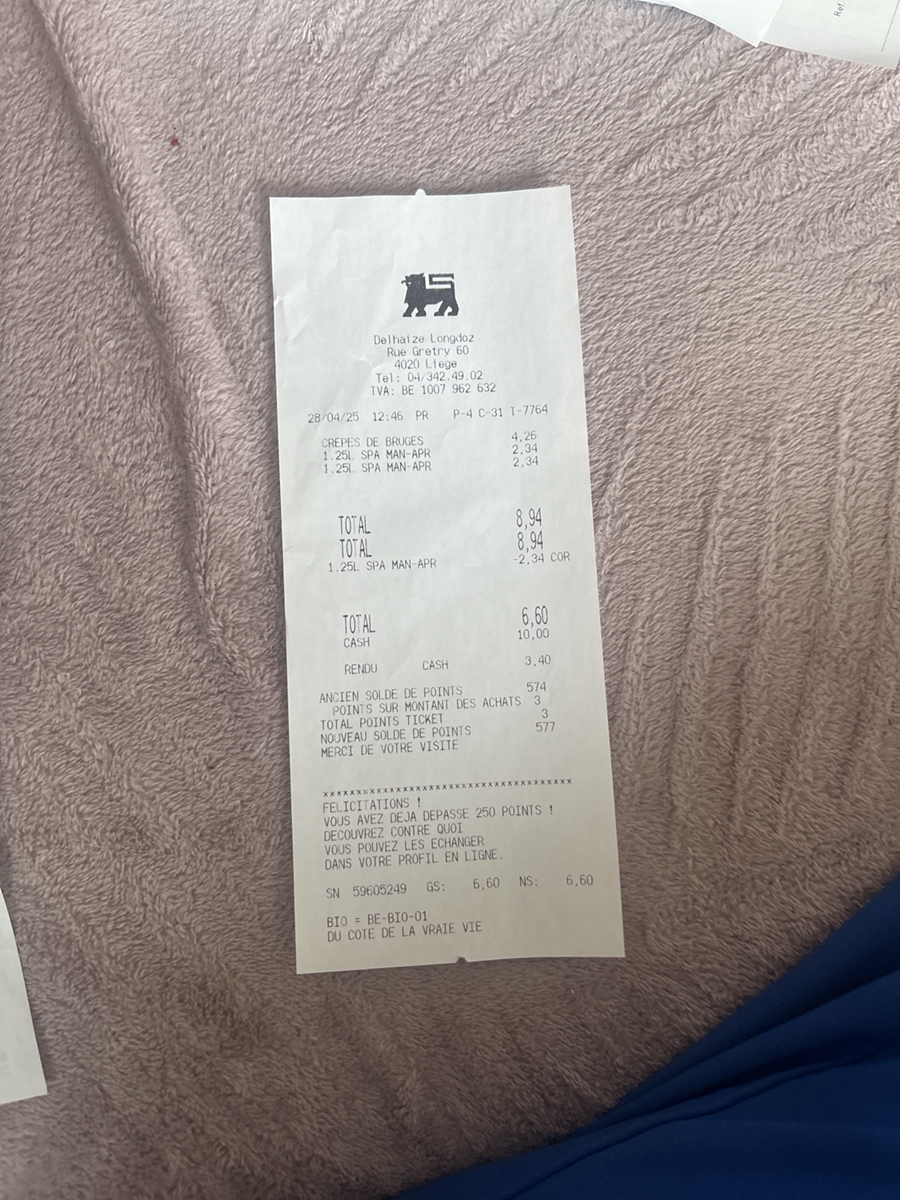 Ref.
Delhaize Longdoz
Rue Gretry 60
4020 Liege
Tel: 04/342.49.02
TVA: BE 1007 962 632
28/04/25 12:46 PR P-4 C-31 T-7764
CREPES DE BRUGES 4,26
1.25L SPA MAN-APR 2,34
1.25L SPA MAN-APR 2,34
TOTAL 8,94
TOTAL 8,94
1.25L SPA MAN-APR -2,34 COR
TOTAL 6,60
CASH 10,00
RENDU CASH 3,40
ANCIEN SOLDE DE POINTS 574
POINTS SUR MONTANT DES ACHATS 3
TOTAL POINTS TICKET 3
NOUVEAU SOLDE DE POINTS 577
MERCI DE VOTRE VISITE
**************************************
FELICITATIONS !
VOUS AVEZ DEJA DEPASSE 250 POINTS !
DECOUVREZ CONTRE QUOI
VOUS POUVEZ LES ECHANGER
DANS VOTRE PROFIL EN LIGNE.
SN 59605249 GS: 6,60 NS: 6,60
BIO = BE-BIO-01
DU COTE DE LA VRAIE VIE